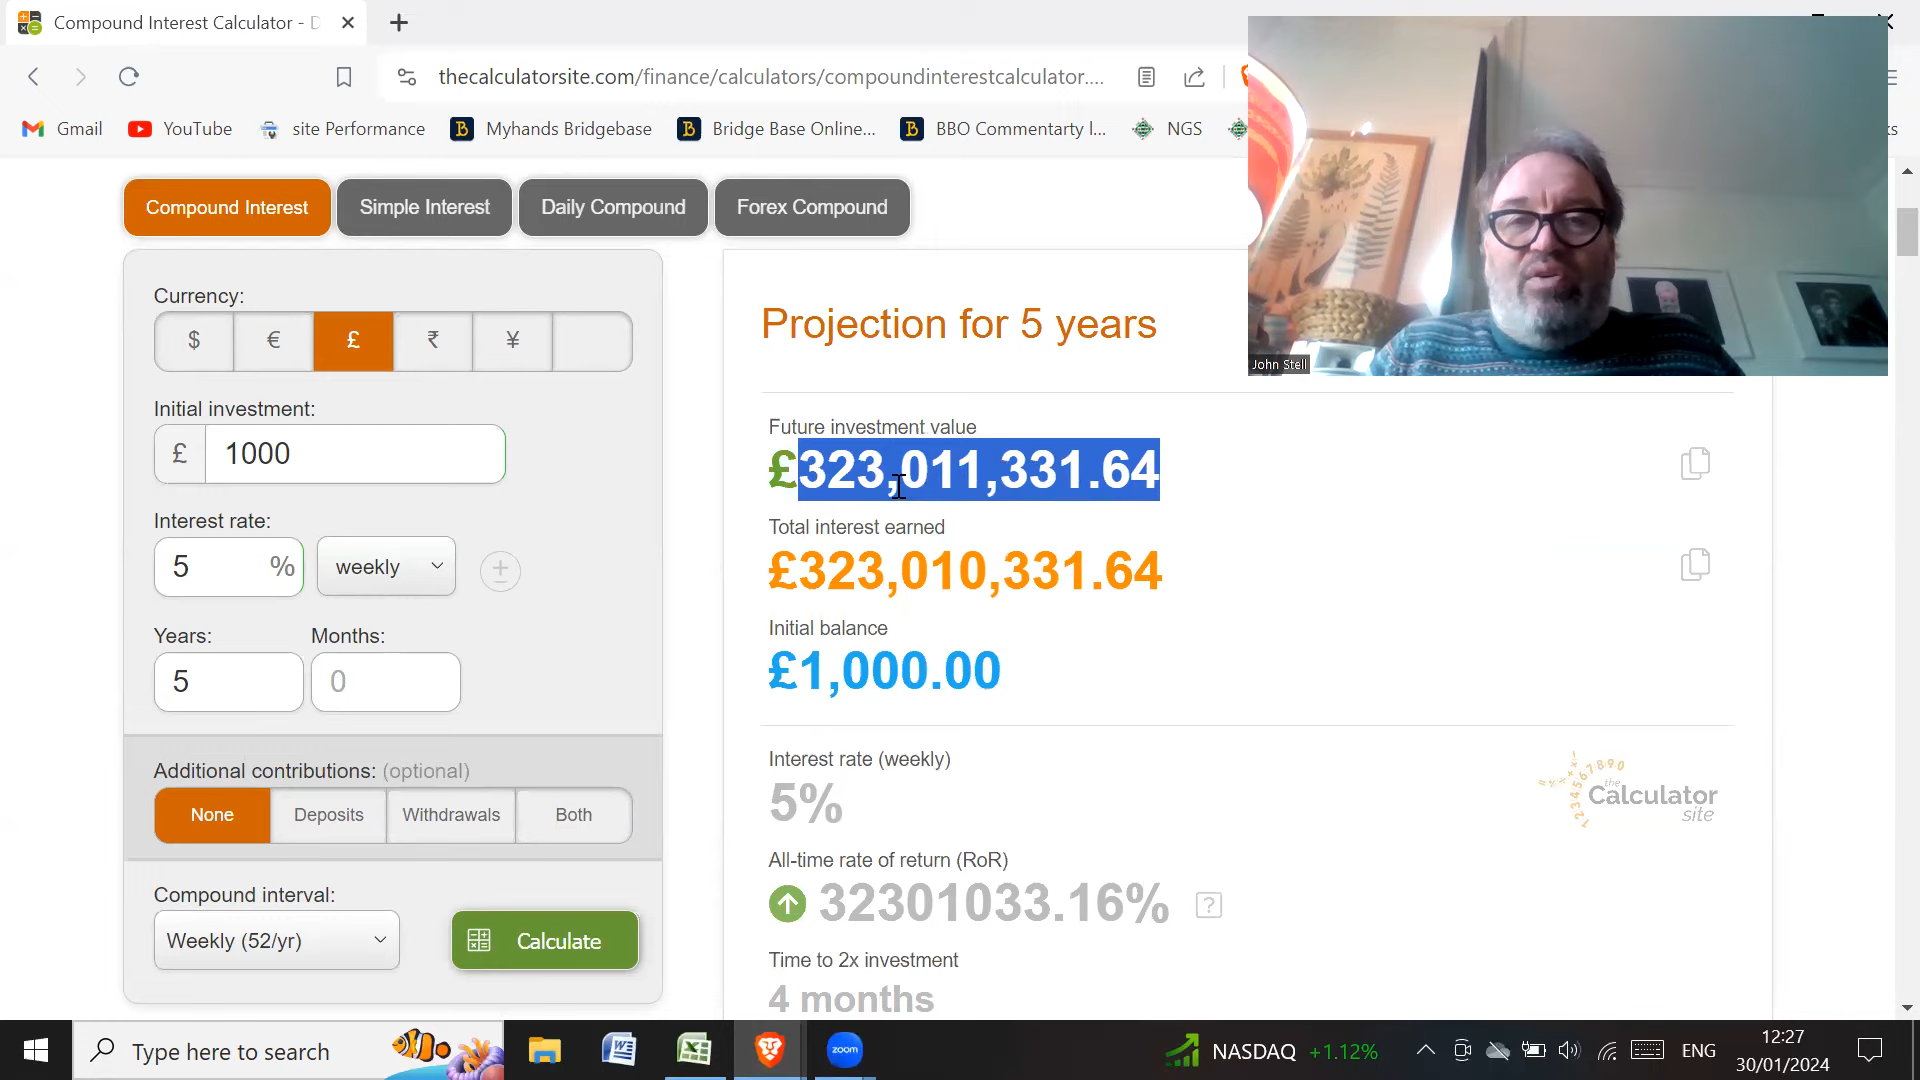 Compound Interest Calculator - D
thecalculatorsite.com/finance/calculators/compoundinterestcalculator....
Gmail
YouTube
site Performance
Myhands Bridgebase
Bridge Base Online...
BBO Commentarty l...
NGS
Compound Interest
Simple Interest
Daily Compound
Forex Compound
Currency:
$
€
£
₹
¥
Initial investment:
£ 1000
Interest rate:
5 %
weekly
Years:
Months:
5
0
Additional contributions: (optional)
None
Deposits
Withdrawals
Both
Compound interval:
Weekly (52/yr)
Calculate
Projection for 5 years
Future investment value
£323,011,331.64
Total interest earned
£323,010,331.64
Initial balance
£1,000.00
Interest rate (weekly)
5%
All-time rate of return (RoR)
32301033.16%
?
Time to 2x investment
4 months
the
Calculator
site
John Stell
Type here to search
zoom
NASDAQ +1.12%
ENG
12:27
30/01/2024